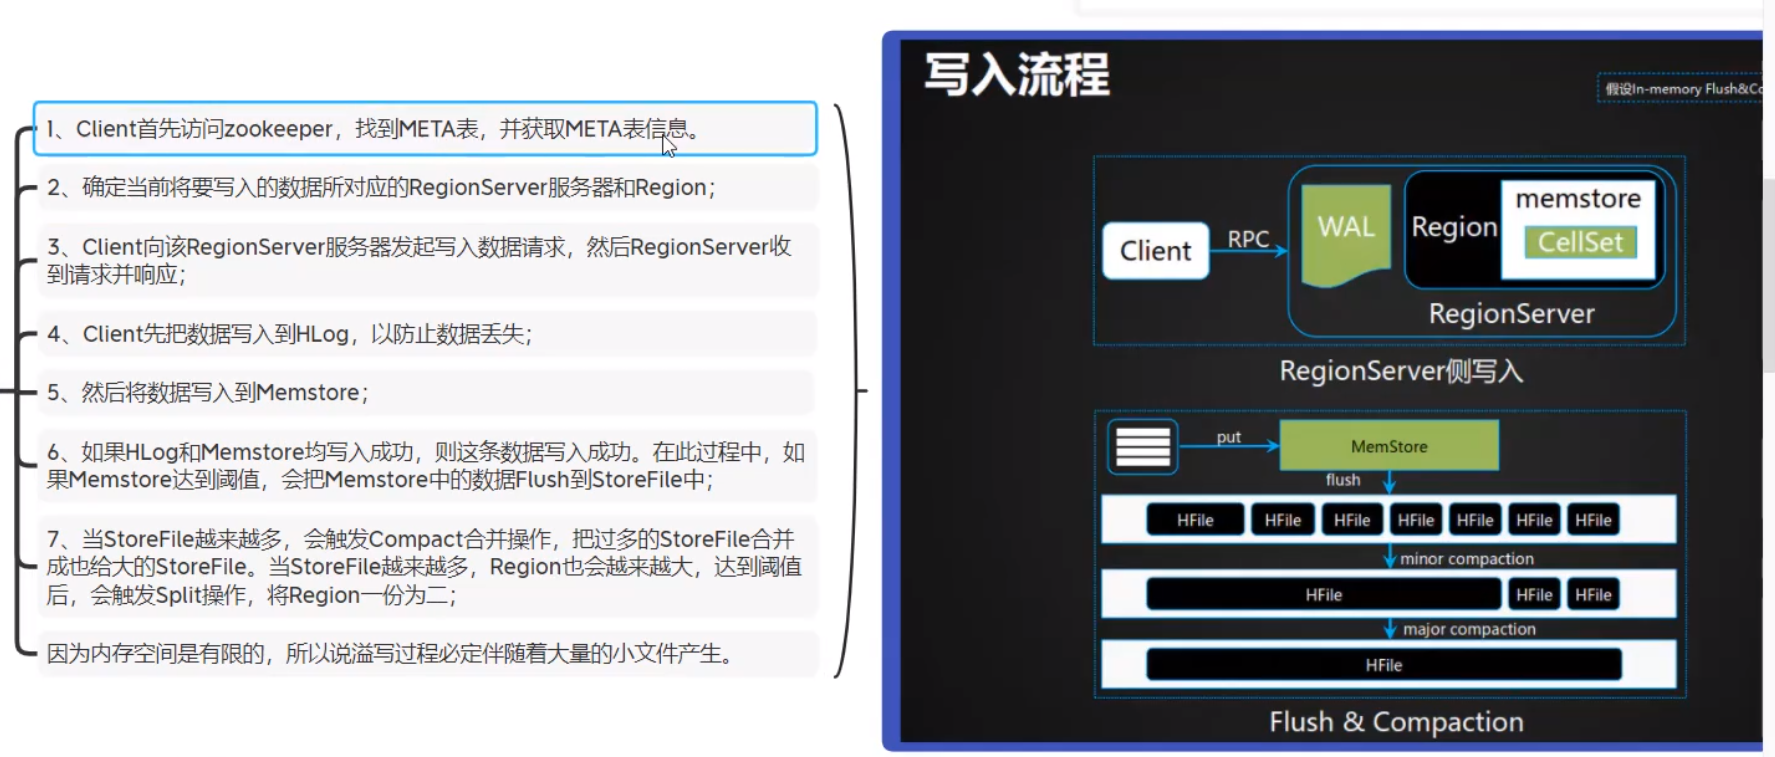 1、Client首先访问zookeeper，找到META表，并获取META表信息。
2、确定当前将要写入的数据所对应的RegionServer服务器和Region；
3、Client向该RegionServer服务器发起写入数据请求，然后RegionServer收
到请求并响应；
4、Client先把数据写入到HLog，以防止数据丢失；
5、然后将数据写入到Memstore；
6、如果HLog和Memstore均写入成功，则这条数据写入成功。在此过程中，如
果Memstore达到阈值，会把Memstore中的数据Flush到StoreFile中；
7、当StoreFile越来越多，会触发Compact合并操作，把过多的StoreFile合并
成也给大的StoreFile。当StoreFile越来越多，Region也会越来越大，达到阈值
后，会触发Split操作，将Region一份为二；
因为内存空间是有限的，所以说溢写过程必定伴随着大量的小文件产生。
写入流程
假设In-memory Flush&Co
Client
RPC
WAL
Region
memstore
CellSet
RegionServer
RegionServer侧写入
put
MemStore
flush
HFile HFile HFile HFile HFile HFile HFile
minor compaction
HFile HFile HFile
major compaction
HFile
Flush & Compaction